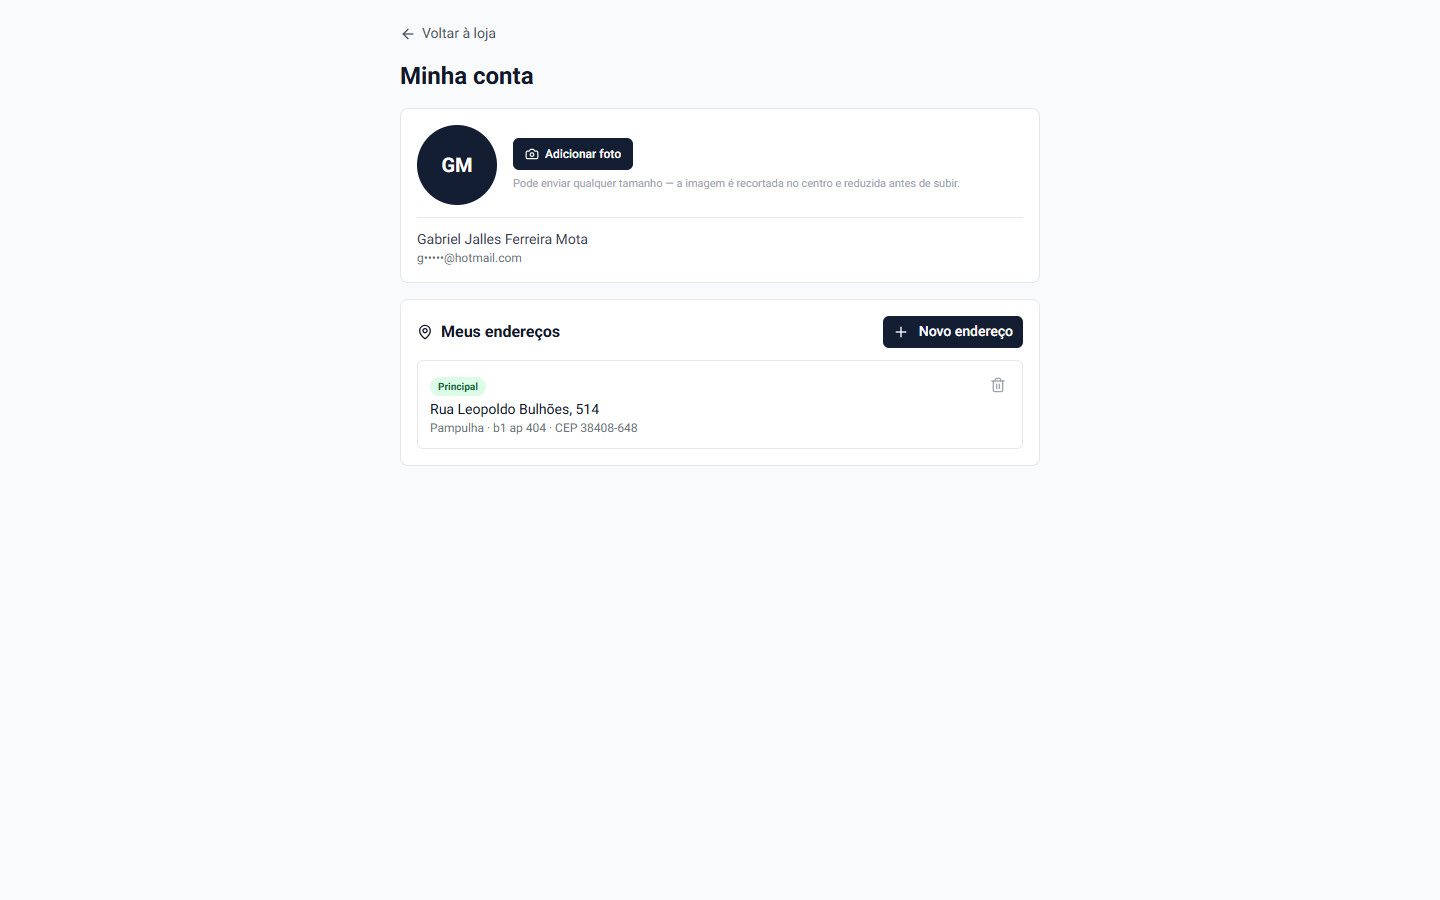 Voltar à loja
Minha conta
GM
Adicionar foto
Pode enviar qualquer tamanho — a imagem é recortada no centro e reduzida antes de subir.
Gabriel Jalles Ferreira Mota
g•••••@hotmail.com
Meus endereços
Novo endereço
Principal
Rua Leopoldo Bulhões, 514
Pampulha · b1 ap 404 · CEP 38408-648